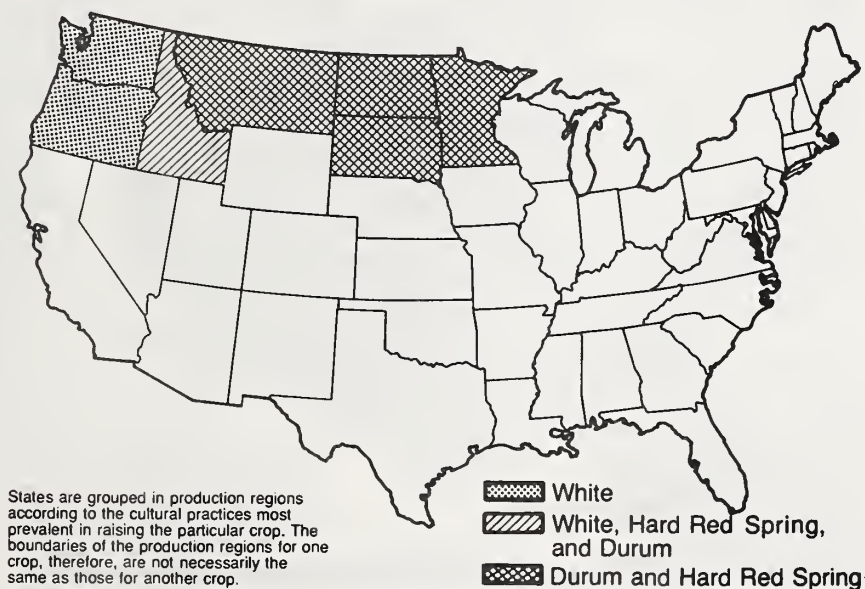 States are grouped in production regions
according to the cultural practices most
prevalent in raising the particular crop. The
boundaries of the production regions for one
crop, therefore, are not necessarily the
same as those for another crop.
White
White, Hard Red Spring,
and Durum
Durum and Hard Red Spring